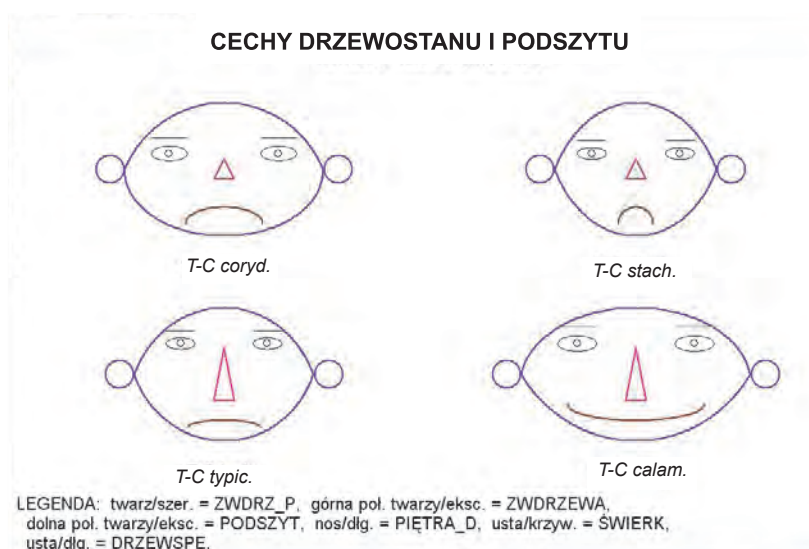 CECHY DRZEWOSTANU I PODSZYTU
T-C coryd.
T-C stach.
T-C typic.
T-C calam.
LEGENDA: twarz/szer. = ZWDRZ_P, górna poł. twarzy/eksc. = ZWDRZEWA,
dolna poł. twarzy/eksc. = PODSZYT, nos/dłg. = PIĘTRA_D, usta/krzyw. = ŚWIERK,
usta/dłg. = DRZEWSPE.